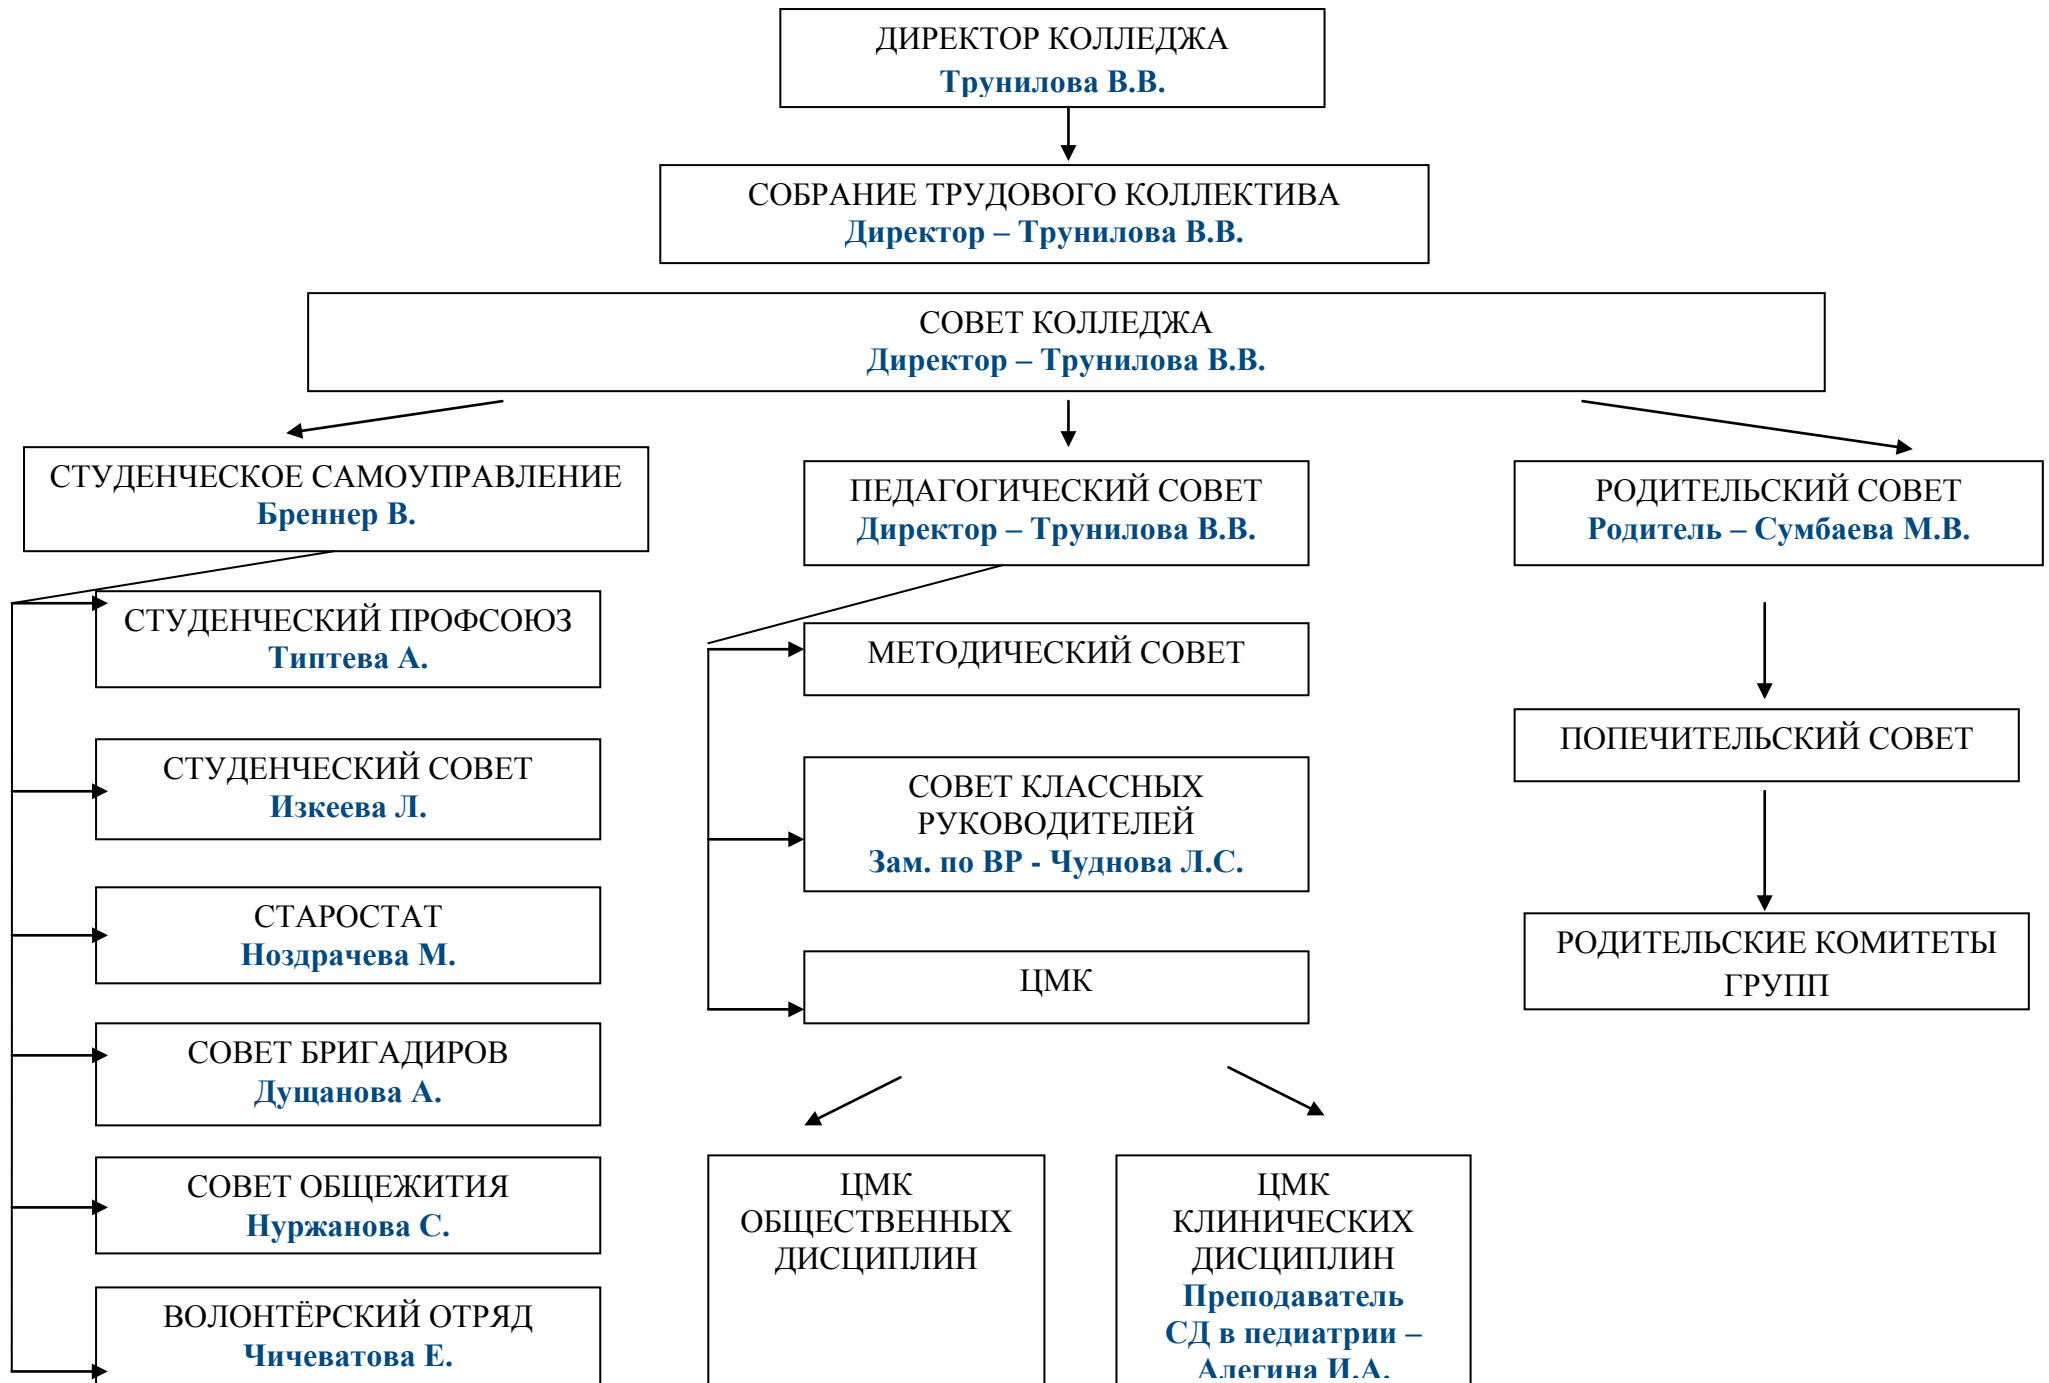 ДИРЕКТОР КОЛЛЕДЖА
Трунилова В.В.
СОБРАНИЕ ТРУДОВОГО КОЛЛЕКТИВА
Директор – Трунилова В.В.
СОВЕТ КОЛЛЕДЖА
Директор – Трунилова В.В.
СТУДЕНЧЕСКОЕ САМОУПРАВЛЕНИЕ
Бреннер В.
ПЕДАГОГИЧЕСКИЙ СОВЕТ
Директор – Трунилова В.В.
РОДИТЕЛЬСКИЙ СОВЕТ
Родитель – Сумбаева М.В.
СТУДЕНЧЕСКИЙ ПРОФСОЮЗ
Типтева А.
СТУДЕНЧЕСКИЙ СОВЕТ
Изкеева Л.
СТАРОСТАТ
Ноздрачева М.
СОВЕТ БРИГАДИРОВ
Дущанова А.
СОВЕТ ОБЩЕЖИТИЯ
Нуржанова С.
ВОЛОНТЁРСКИЙ ОТРЯД
Чичеватова Е.
МЕТОДИЧЕСКИЙ СОВЕТ
СОВЕТ КЛАССНЫХ
РУКОВОДИТЕЛЕЙ
Зам. по ВР - Чуднова Л.С.
ЦМК
ЦМК
ОБЩЕСТВЕННЫХ
ДИСЦИПЛИН
ЦМК
КЛИНИЧЕСКИХ
ДИСЦИПЛИН
Преподаватель
СД в педиатрии –
Алегина И.А.
ПОПЕЧИТЕЛЬСКИЙ СОВЕТ
РОДИТЕЛЬСКИЕ КОМИТЕТЫ
ГРУПП